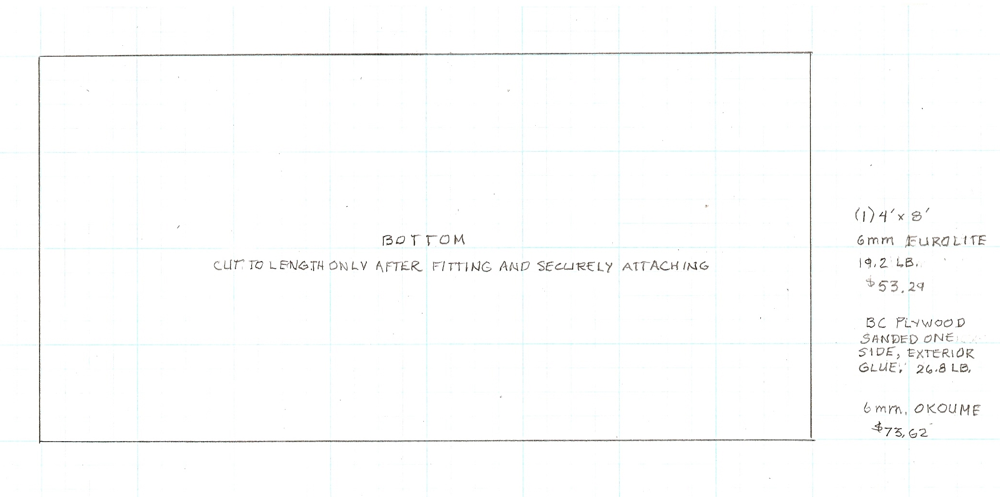 BOTTOM
CUT TO LENGTH ONLY AFTER FITTING AND SECURELY ATTACHING
(1) 4' x 8'
6mm EUROLITE
19.2 LB.
$53.29
BC PLYWOOD
SANDED ONE
SIDE, EXTERIOR
GLUE. 26.8 LB.
6mm. OKOUME
$73.62